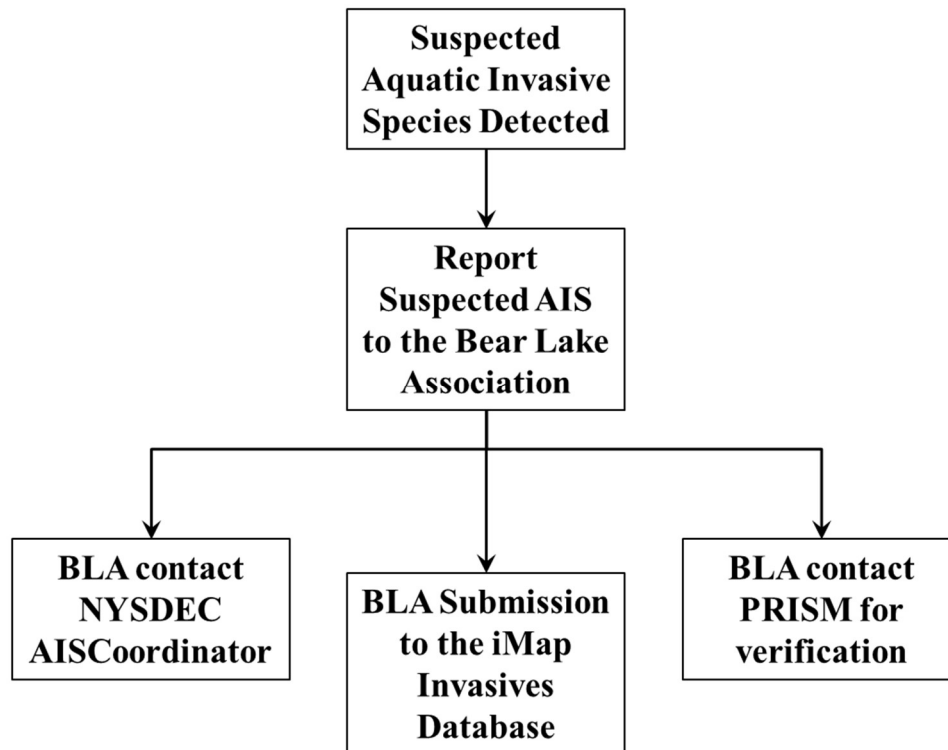 Suspected
Aquatic Invasive
Species Detected
Report
Suspected AIS
to the Bear Lake
Association
BLA contact
NYSDEC
AISCoordinator
BLA Submission
to the iMap
Invasives
Database
BLA contact
PRISM for
verification